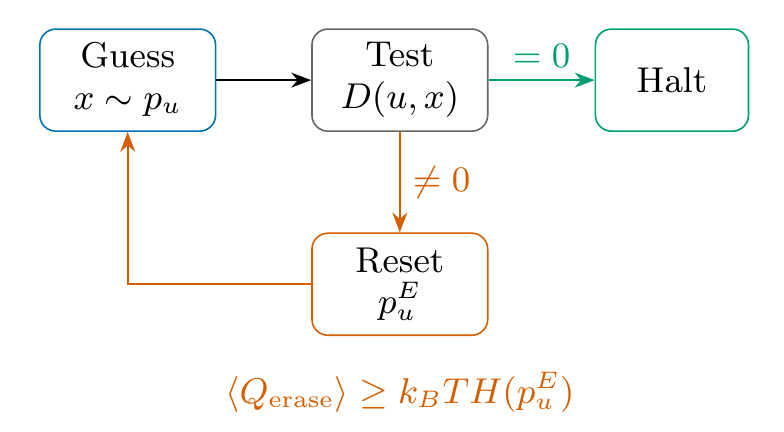 Guess
x ∼ p_u
Test
D(u, x)
= 0
Halt
≠ 0
Reset
p_u^E
⟨Q_erase⟩ ≥ k_B T H(p_u^E)